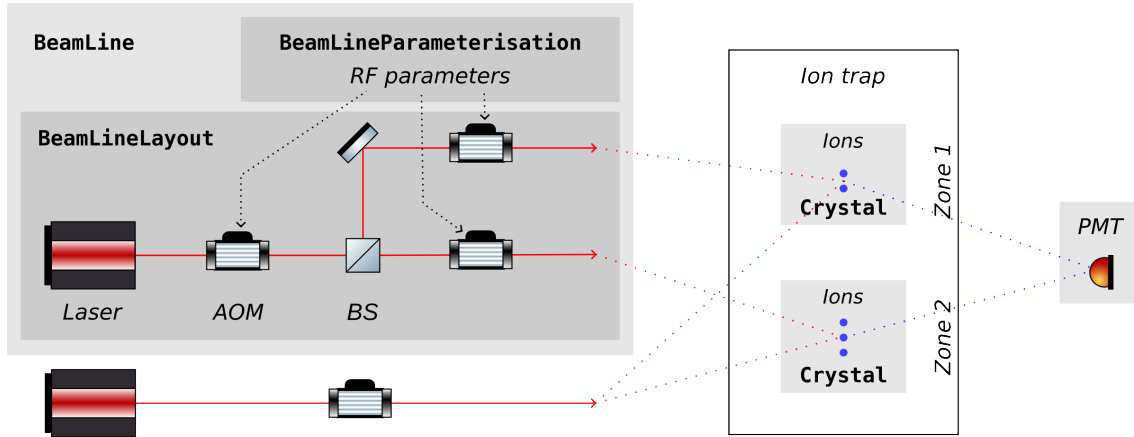 BeamLine
BeamLineParameterisation
RF parameters
BeamLineLayout
Laser
AOM
BS
Ion trap
Ions
Crystal
Zone 1
Ions
Crystal
Zone 2
PMT